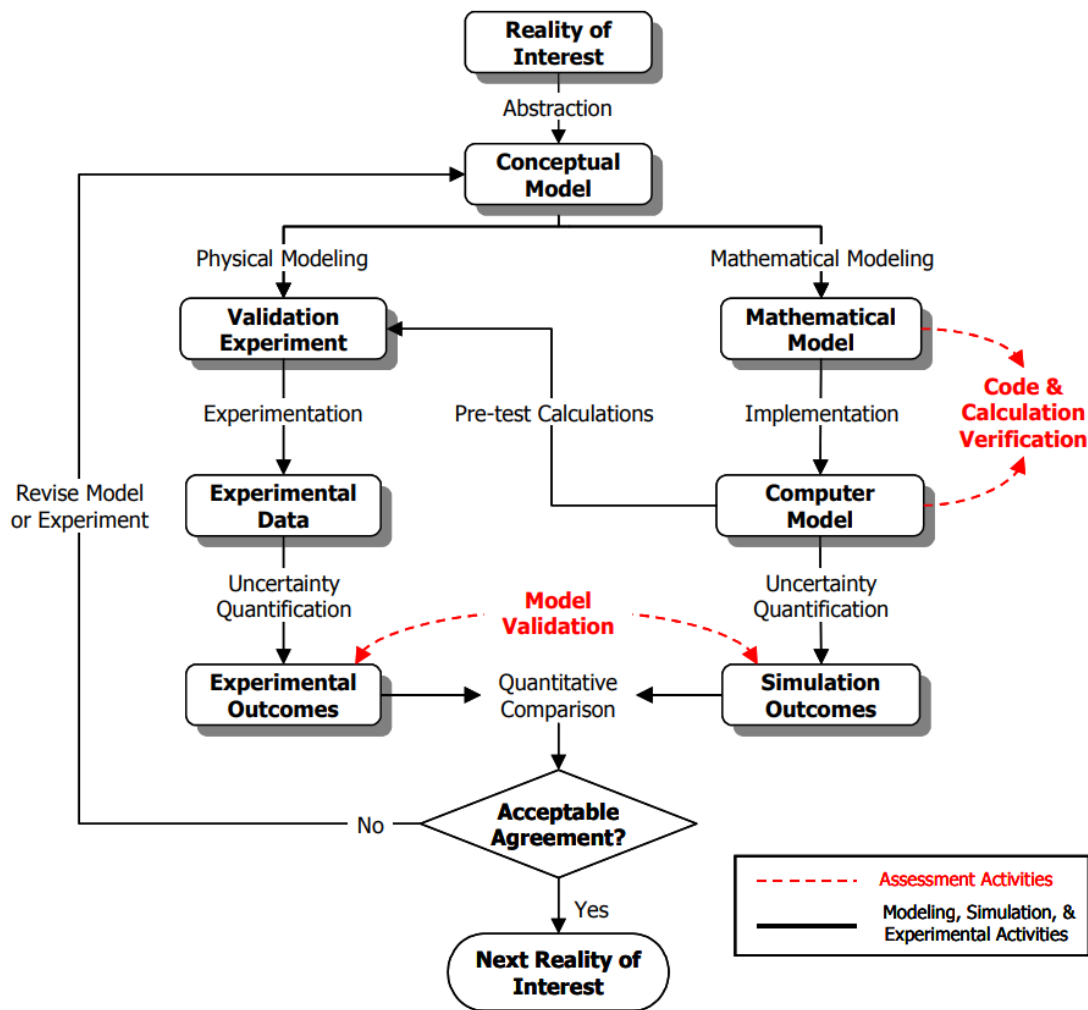 Reality of
Interest
Abstraction
Conceptual
Model
Physical Modeling
Mathematical Modeling
Validation
Experiment
Mathematical
Model
Code &
Calculation
Verification
Experimentation
Pre-test Calculations
Implementation
Revise Model
or Experiment
Experimental
Data
Computer
Model
Uncertainty
Quantification
Model
Validation
Uncertainty
Quantification
Experimental
Outcomes
Quantitative
Comparison
Simulation
Outcomes
No
Acceptable
Agreement?
Yes
Next Reality of
Interest
Assessment Activities
Modeling, Simulation, &
Experimental Activities